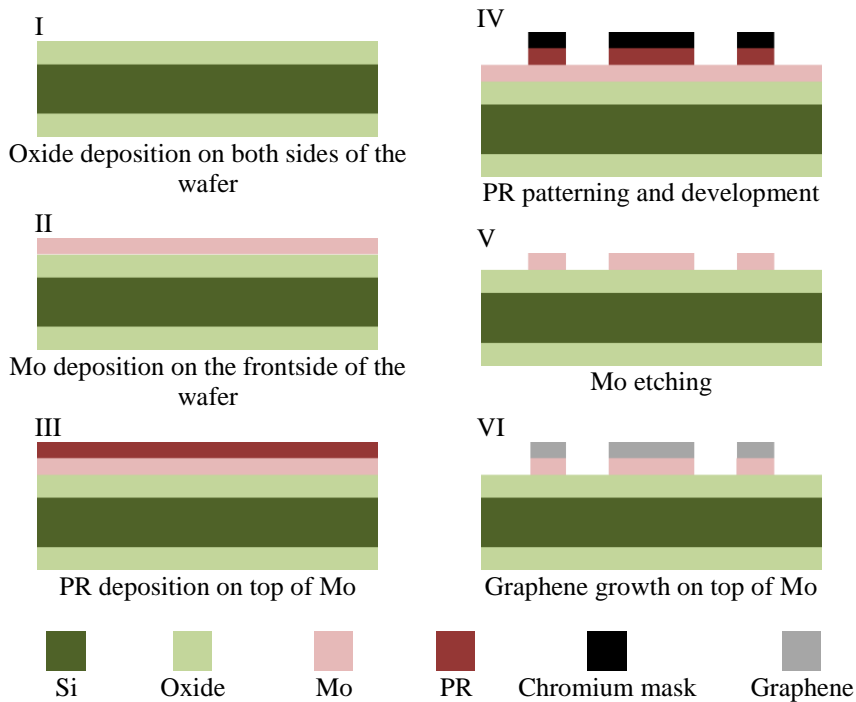 I
Oxide deposition on both sides of the
wafer
II
Mo deposition on the frontside of the
wafer
III
PR deposition on top of Mo
IV
PR patterning and development
V
Mo etching
VI
Graphene growth on top of Mo
Si
Oxide
Mo
PR
Chromium mask
Graphene